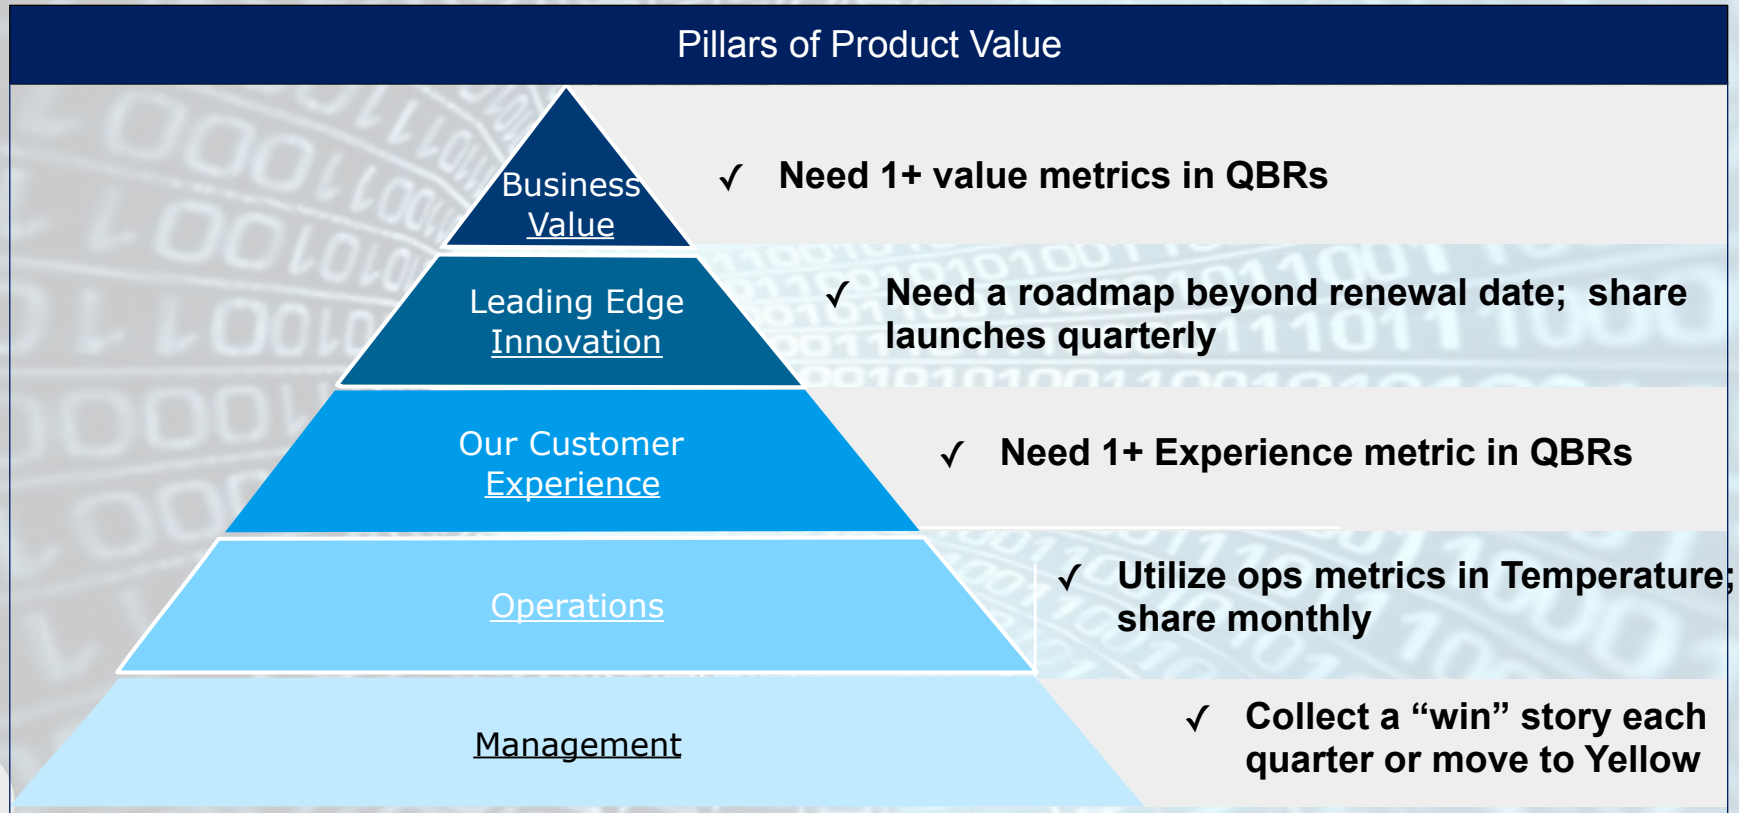 Pillars of Product Value
Business
Value
✓ Need 1+ value metrics in QBRs
Leading Edge
Innovation
✓ Need a roadmap beyond renewal date; share
launches quarterly
Our Customer
Experience
✓ Need 1+ Experience metric in QBRs
Operations
✓ Utilize ops metrics in Temperature;
share monthly
Management
✓ Collect a “win” story each
quarter or move to Yellow